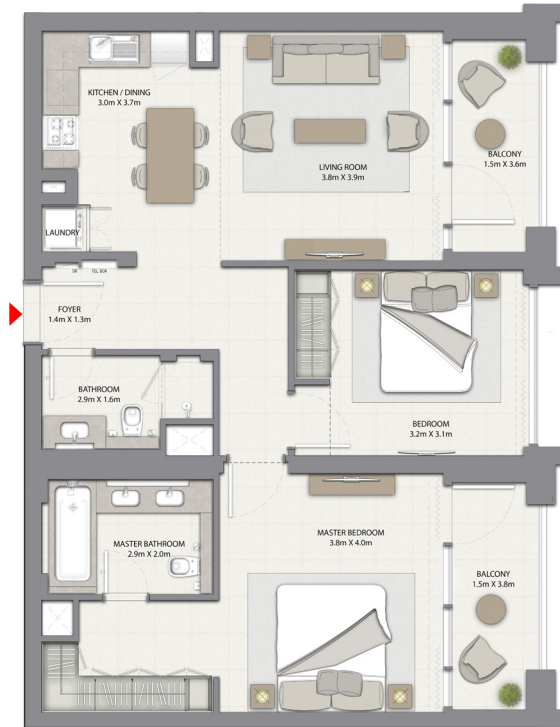 KITCHEN / DINING
3.0m X 3.7m
LIVING ROOM
3.8m X 3.9m
BALCONY
1.5m X 3.6m
LAUNDRY
DB
TEL. BOX
FOYER
1.4m X 1.3m
BATHROOM
2.9m X 1.6m
BEDROOM
3.2m X 3.1m
MASTER BATHROOM
2.9m X 2.0m
MASTER BEDROOM
3.8m X 4.0m
BALCONY
1.5m X 3.8m